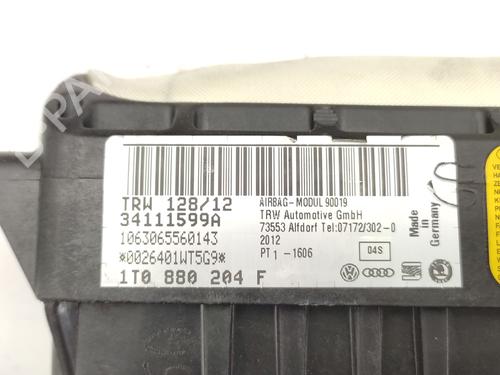 TRW 128/12
34111599A
1063065560143
*0026401WT5G9*
1T0 880 204 F
AIRBAG-MODUL 90019
TRW Automotive GmbH
73553 Alfdorf Tel:07172/302-0
2012
PT1 -1606
04S
Made in
Germany